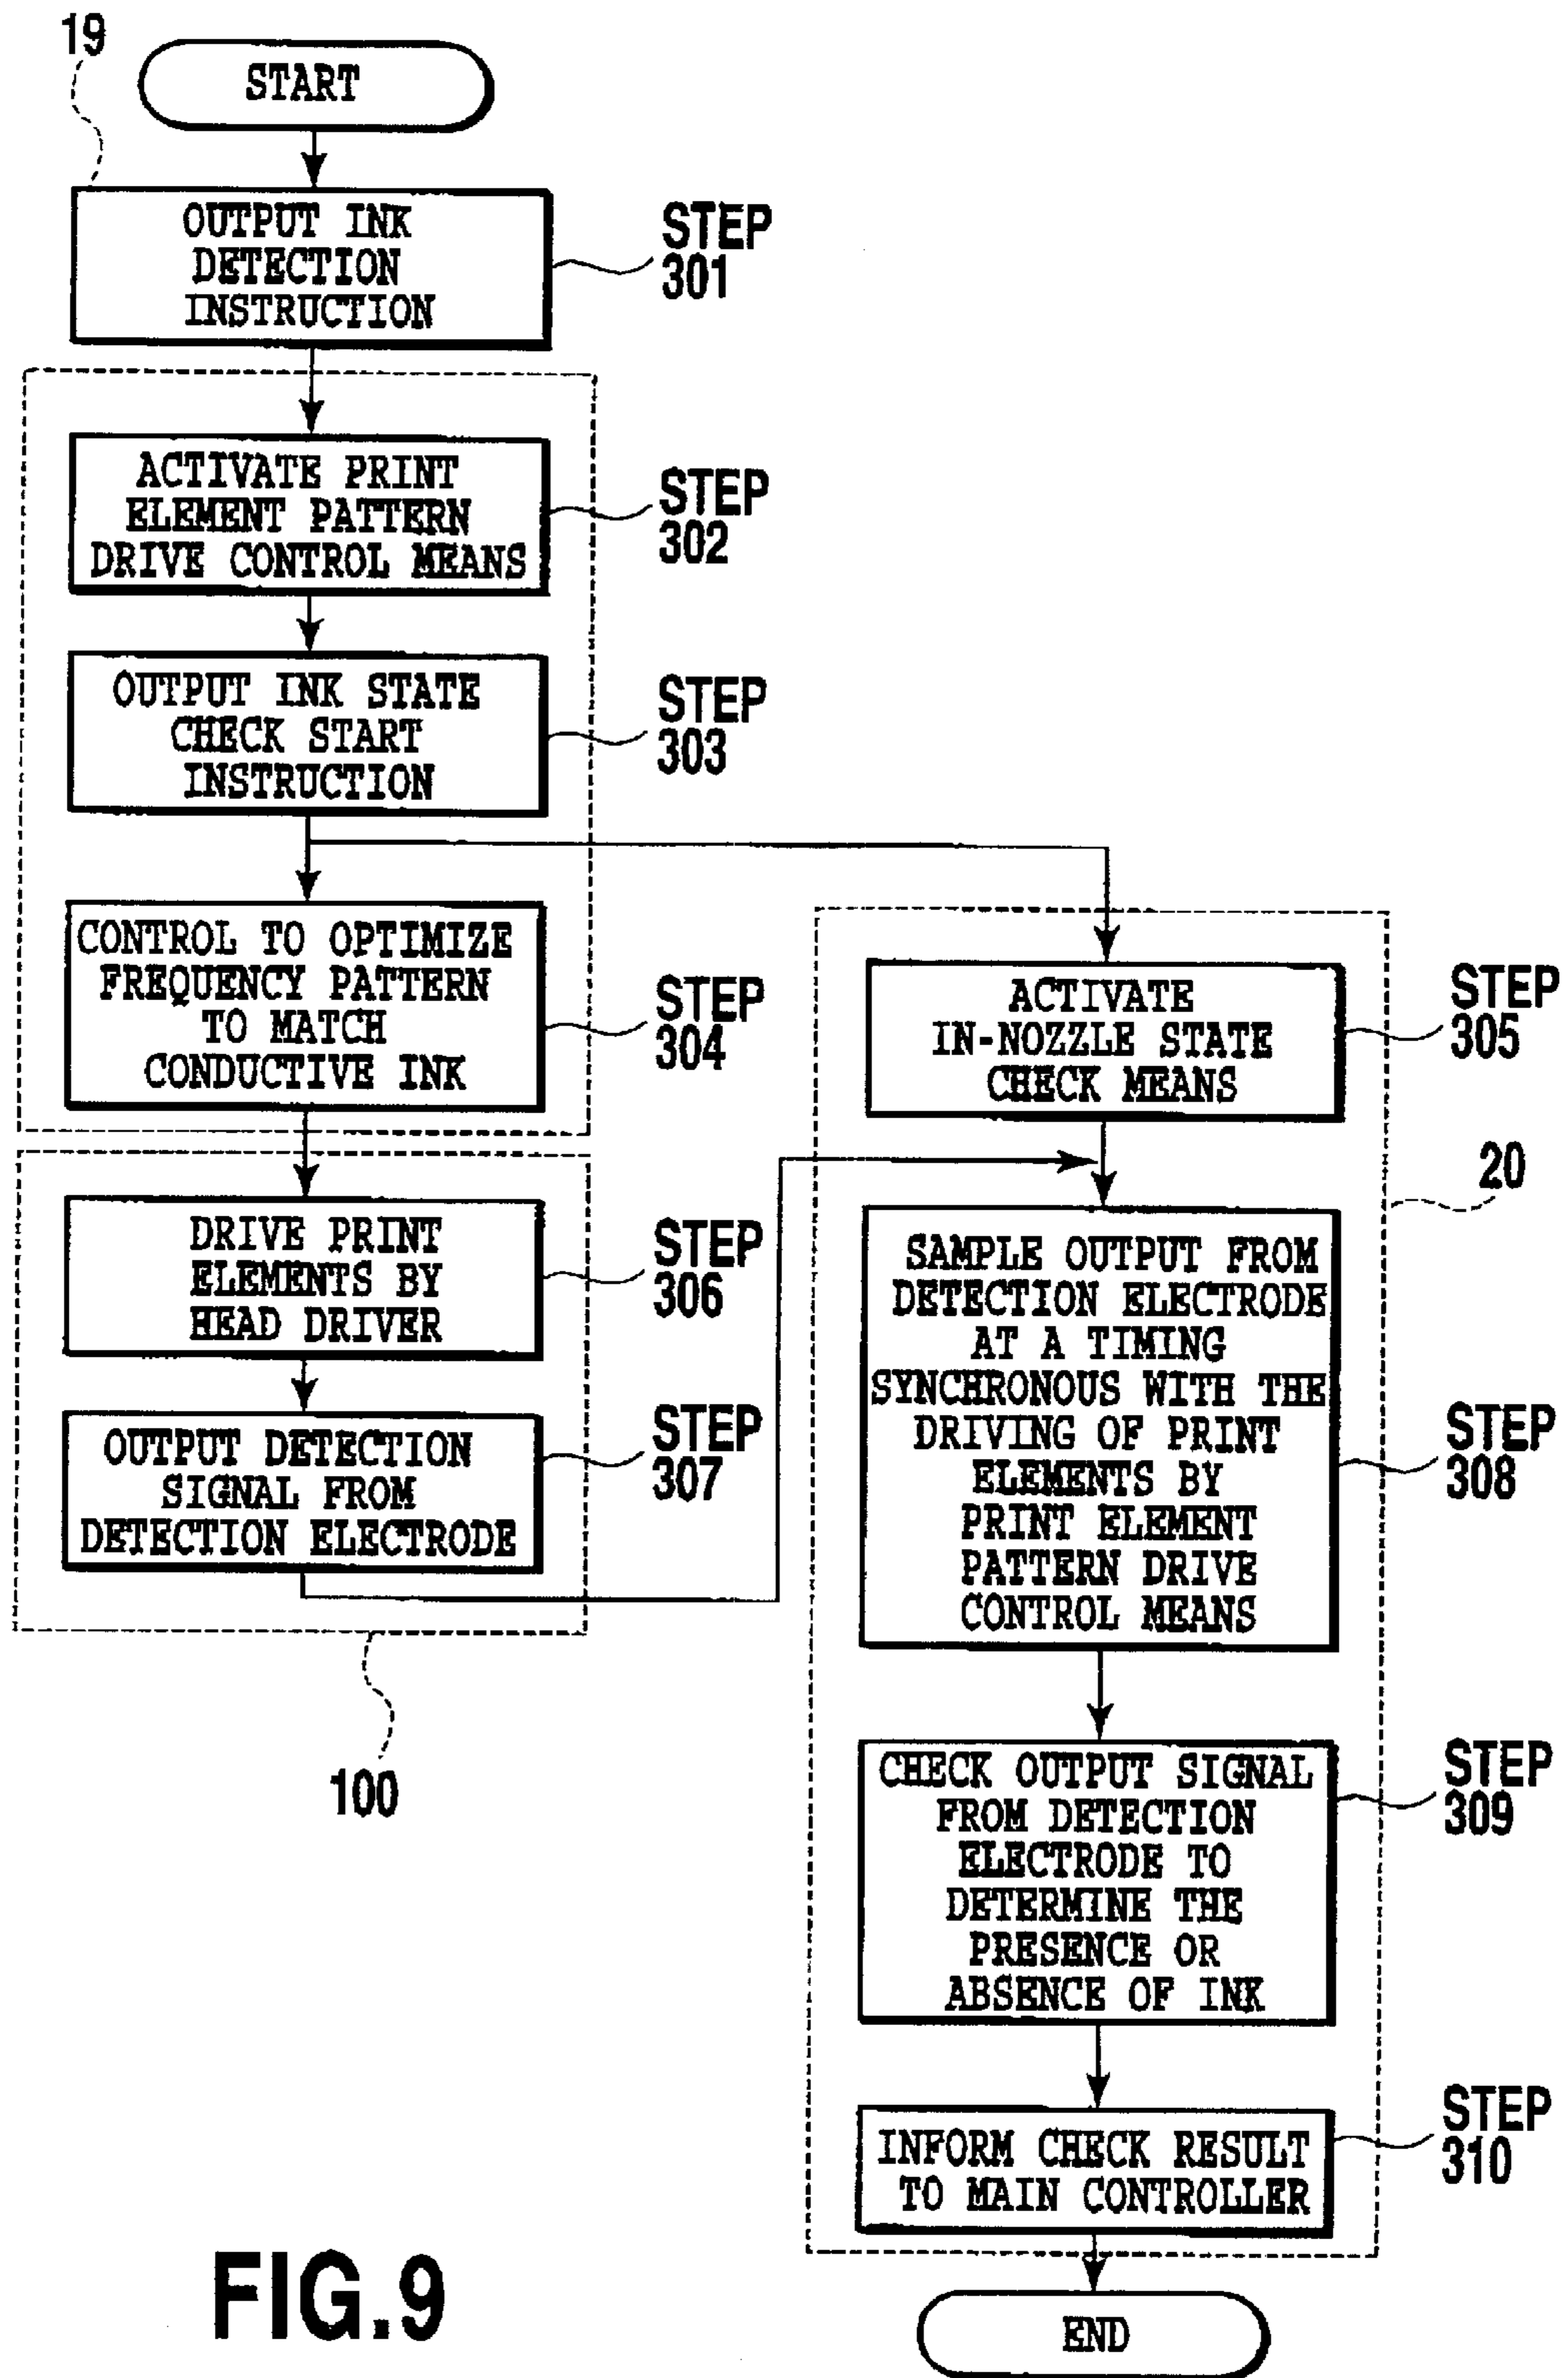 19
START
OUTPUT INK
DETECTION
INSTRUCTION
STEP
301
ACTIVATE PRINT
ELEMENT PATTERN
DRIVE CONTROL MEANS
STEP
302
OUTPUT INK STATE
CHECK START
INSTRUCTION
STEP
303
CONTROL TO OPTIMIZE
FREQUENCY PATTERN
TO MATCH
CONDUCTIVE INK
STEP
304
ACTIVATE
IN-NOZZLE STATE
CHECK MEANS
STEP
305
20
DRIVE PRINT
ELEMENTS BY
HEAD DRIVER
STEP
306
OUTPUT DETECTION
SIGNAL FROM
DETECTION ELECTRODE
STEP
307
100
SAMPLE OUTPUT FROM
DETECTION ELECTRODE
AT A TIMING
SYNCHRONOUS WITH THE
DRIVING OF PRINT
ELEMENTS BY
PRINT ELEMENT
PATTERN DRIVE
CONTROL MEANS
STEP
308
CHECK OUTPUT SIGNAL
FROM DETECTION
ELECTRODE TO
DETERMINE THE
PRESENCE OR
ABSENCE OF INK
STEP
309
INFORM CHECK RESULT
TO MAIN CONTROLLER
STEP
310
END
FIG.9